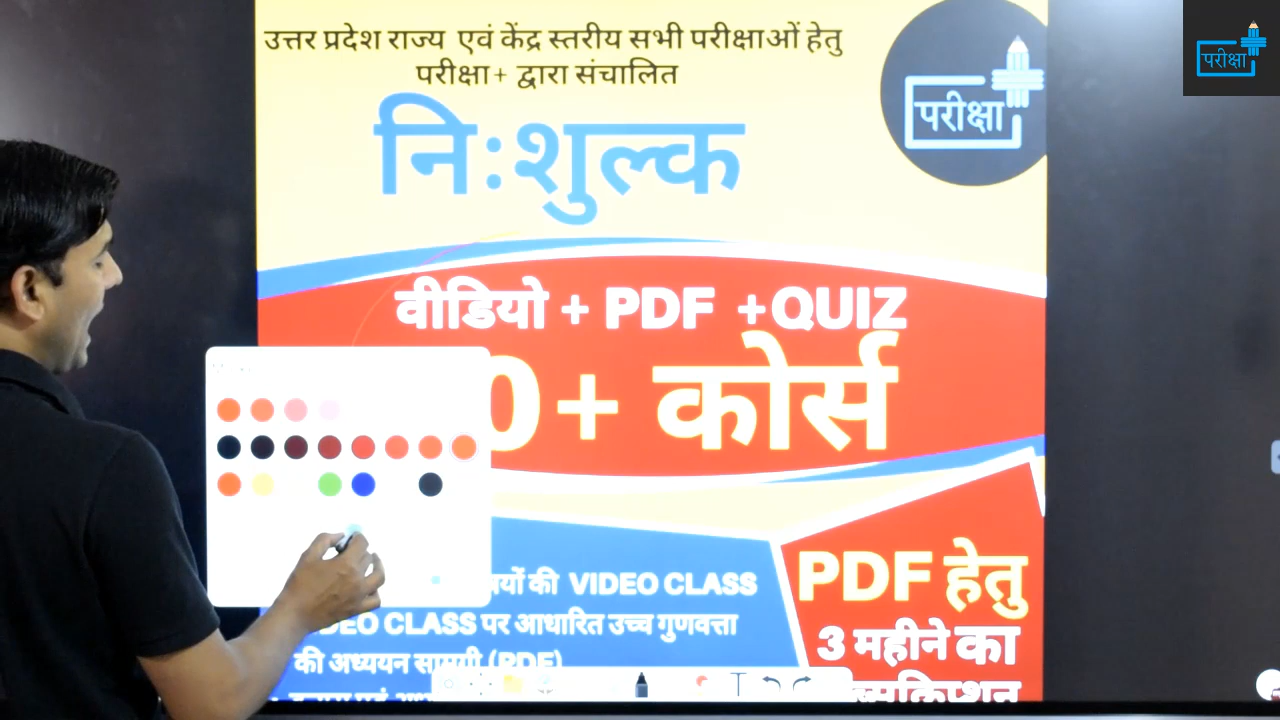 उत्तर प्रदेश राज्य एवं केंद्र स्तरीय सभी परीक्षाओं हेतु
परीक्षा+ द्वारा संचालित
निःशुल्क
परीक्षा
परीक्षा
वीडियो + PDF +QUIZ
0+ कोर्स
की VIDEO CLASS
CLASS पर आधारित उच्च गुणवत्ता
की अध्ययन सामग्री (PDF)
PDF हेतु
3 महीने का